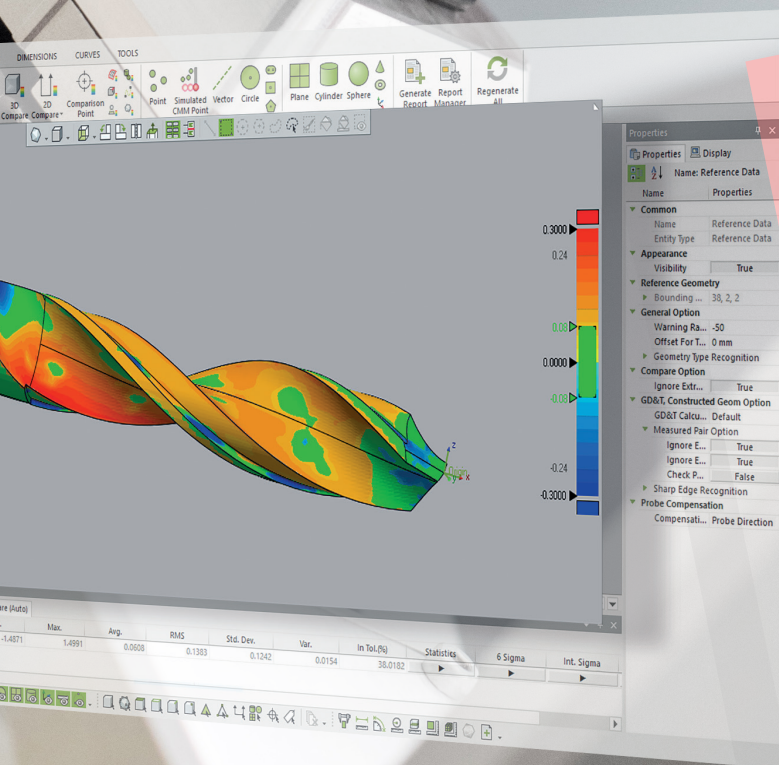 DIMENSIONS CURVES TOOLS
3D Compare
2D Compare
Comparison Point
Point
Simulated CMM Point
Vector
Circle
Plane
Cylinder
Sphere
Generate Report
Report Manager
Regenerate All
Properties
Properties Display
Name: Reference Data
Name Properties
Common
Name Reference Data
Entity Type Reference Data
Appearance
Visibility True
Reference Geometry
Bounding ... 38, 2, 2
General Option
Warning Ra... -50
Offset For T... 0 mm
Geometry Type Recognition
Compare Option
Ignore Extr... True
GD&T, Constructed Geom Option
GD&T Calcu... Default
Measured Pair Option
Ignore E... True
Ignore E... True
Check P... False
Sharp Edge Recognition
Probe Compensation
Compensati... Probe Direction
0.3000
0.24
0.08
0.0000
-0.08
-0.24
-0.3000
z
x
are (Auto)
Max. Avg. RMS Std. Dev. Var. In Tol.(%) Statistics 6 Sigma Int. Sigma
-1.4871 1.4991 0.0608 0.1383 0.1242 0.0154 38.0182